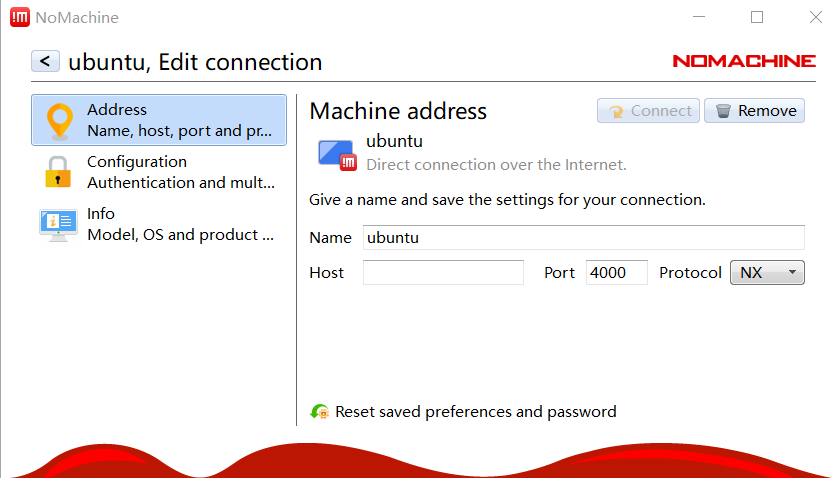 !m NoMachine
< ubuntu, Edit connection
NOMACHINE
Address
Name, host, port and pr...
Configuration
Authentication and mult...
Info
Model, OS and product ...
Machine address
Connect
Remove
!m
ubuntu
Direct connection over the Internet.
Give a name and save the settings for your connection.
Name ubuntu
Host Port 4000 Protocol NX
Reset saved preferences and password